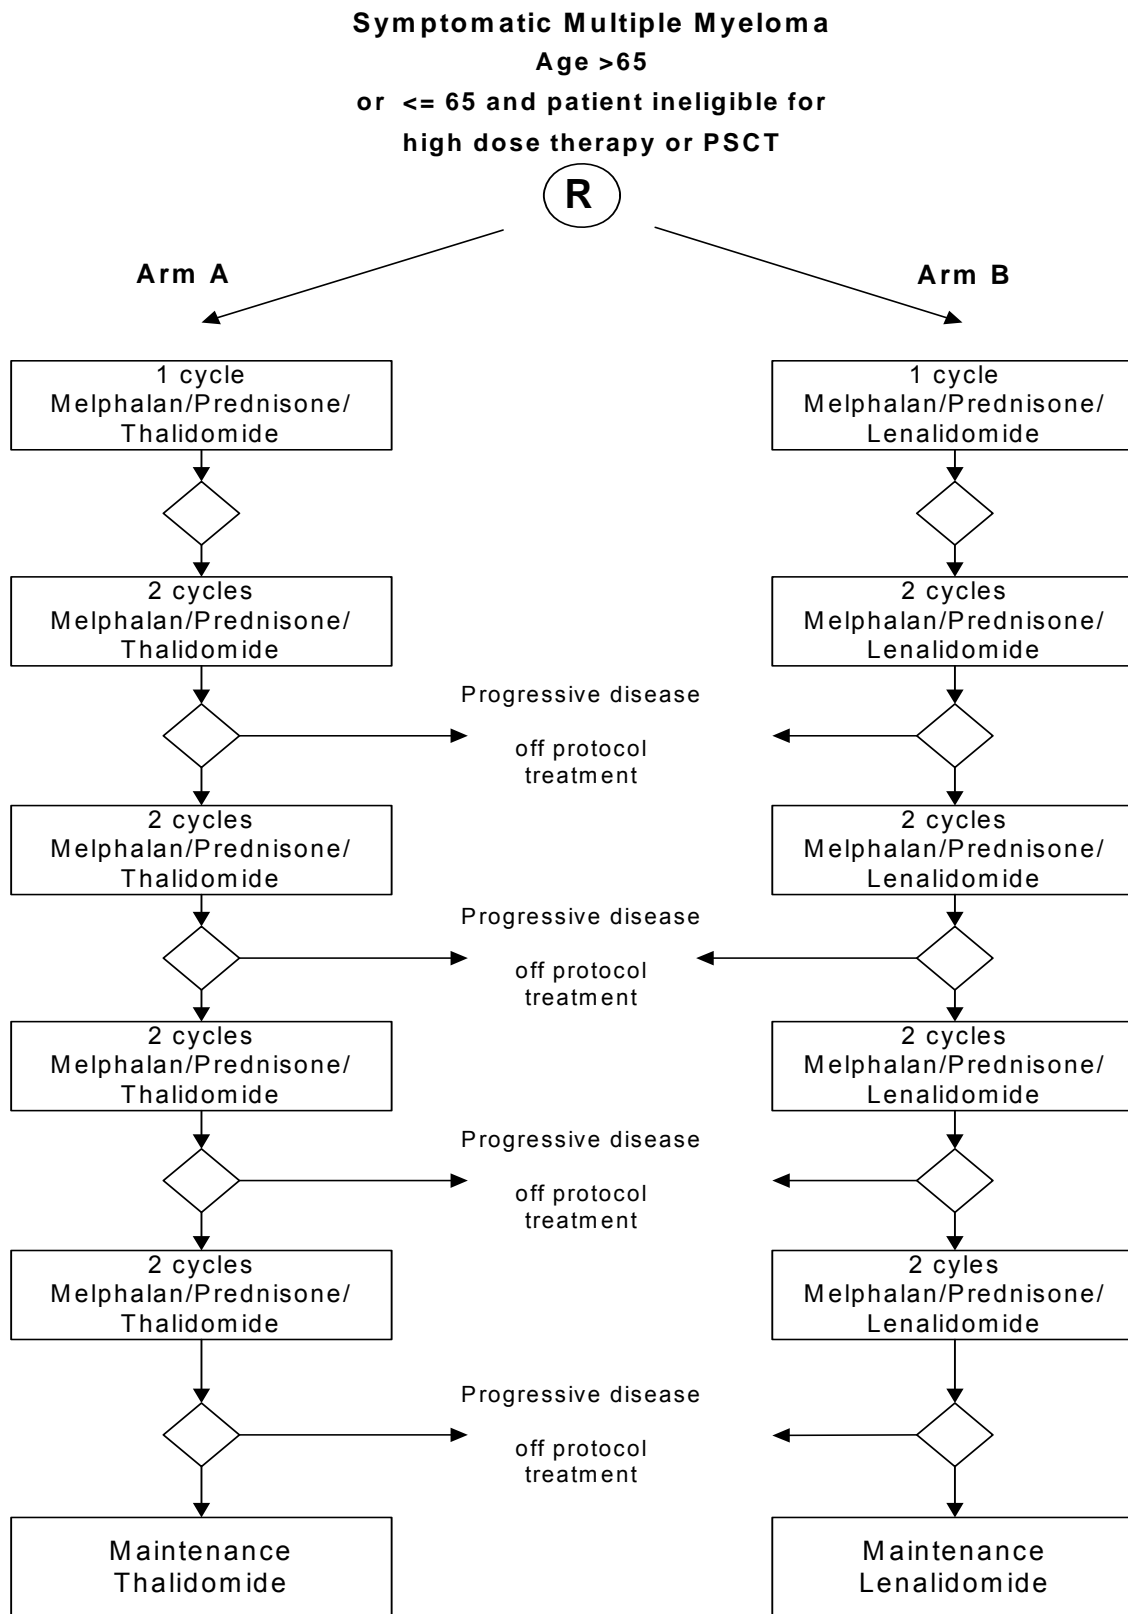 Symptomatic Multiple Myeloma
Age >65
or <= 65 and patient ineligible for
high dose therapy or PSCT
R
Arm A
Arm B
1 cycle
Melphalan/Prednisone/
Thalidomide
1 cycle
Melphalan/Prednisone/
Lenalidomide
2 cycles
Melphalan/Prednisone/
Thalidomide
2 cycles
Melphalan/Prednisone/
Lenalidomide
Progressive disease
off protocol
treatment
2 cycles
Melphalan/Prednisone/
Thalidomide
2 cycles
Melphalan/Prednisone/
Lenalidomide
Progressive disease
off protocol
treatment
2 cycles
Melphalan/Prednisone/
Thalidomide
2 cycles
Melphalan/Prednisone/
Lenalidomide
Progressive disease
off protocol
treatment
2 cycles
Melphalan/Prednisone/
Thalidomide
2 cyles
Melphalan/Prednisone/
Lenalidomide
Progressive disease
off protocol
treatment
Maintenance
Thalidomide
Maintenance
Lenalidomide